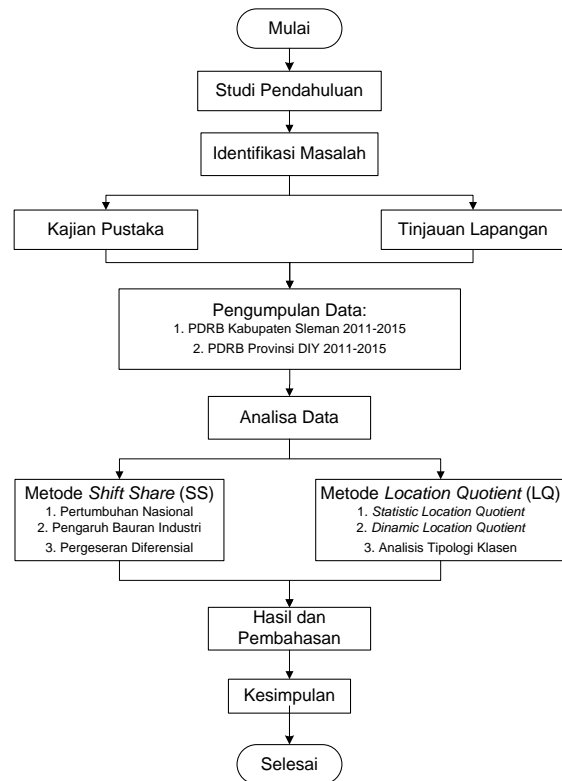 Mulai
Studi Pendahuluan
Identifikasi Masalah
Kajian Pustaka
Tinjauan Lapangan
Pengumpulan Data:
1. PDRB Kabupaten Sleman 2011-2015
2. PDRB Provinsi DIY 2011-2015
Analisa Data
Metode Shift Share (SS)
1. Pertumbuhan Nasional
2. Pengaruh Bauran Industri
3. Pergeseran Diferensial
Metode Location Quotient (LQ)
1. Statistic Location Quotient
2. Dinamic Location Quotient
3. Analisis Tipologi Klasen
Hasil dan
Pembahasan
Kesimpulan
Selesai